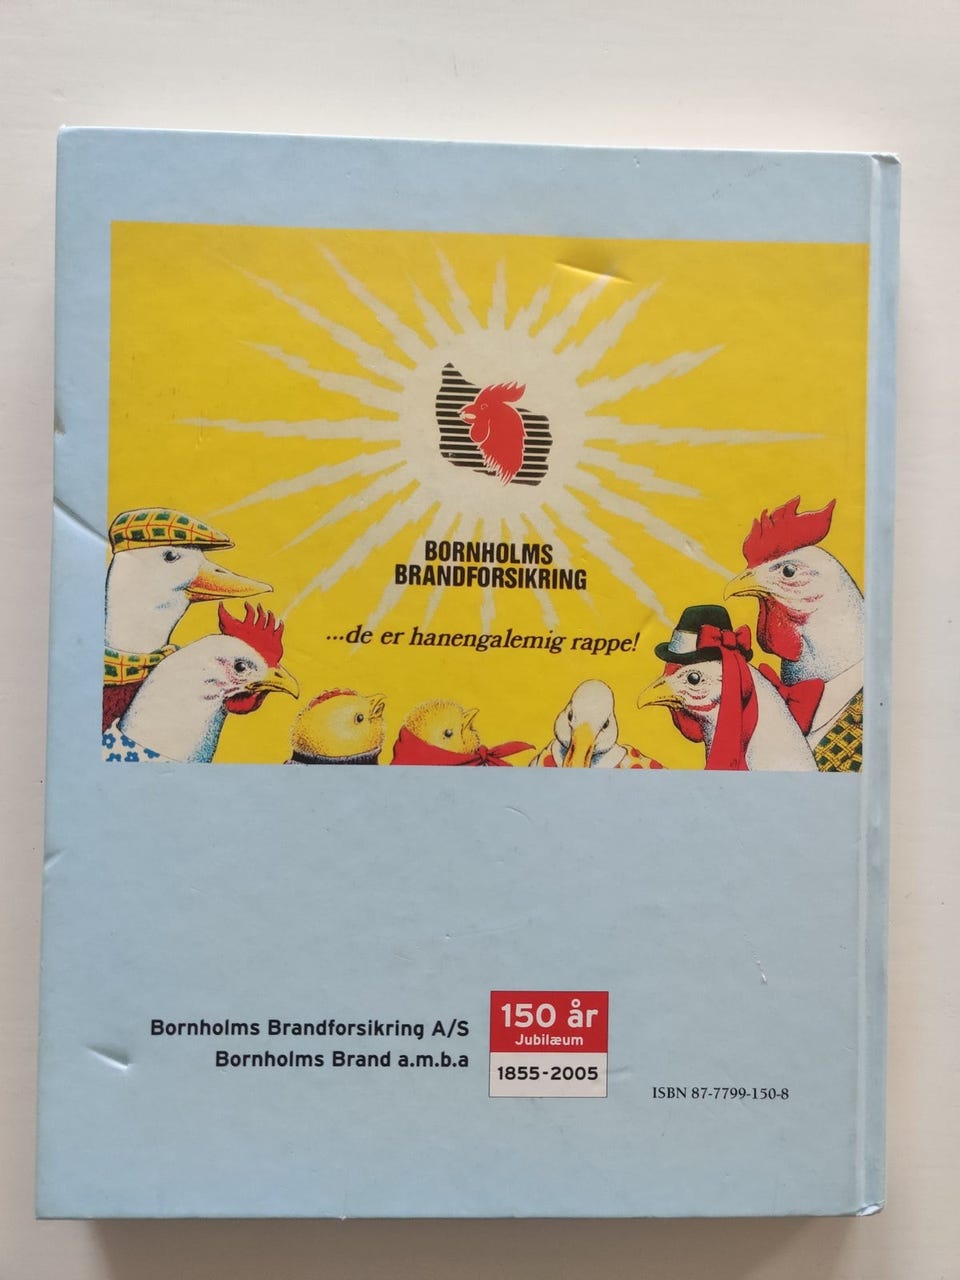 BORNHOLMS
BRANDFORSIKRING
...de er hanengalemig rappe!
Bornholms Brandforsikring A/S
Bornholms Brand a.m.b.a
150 år
Jubilæum
1855-2005
ISBN 87-7799-150-8